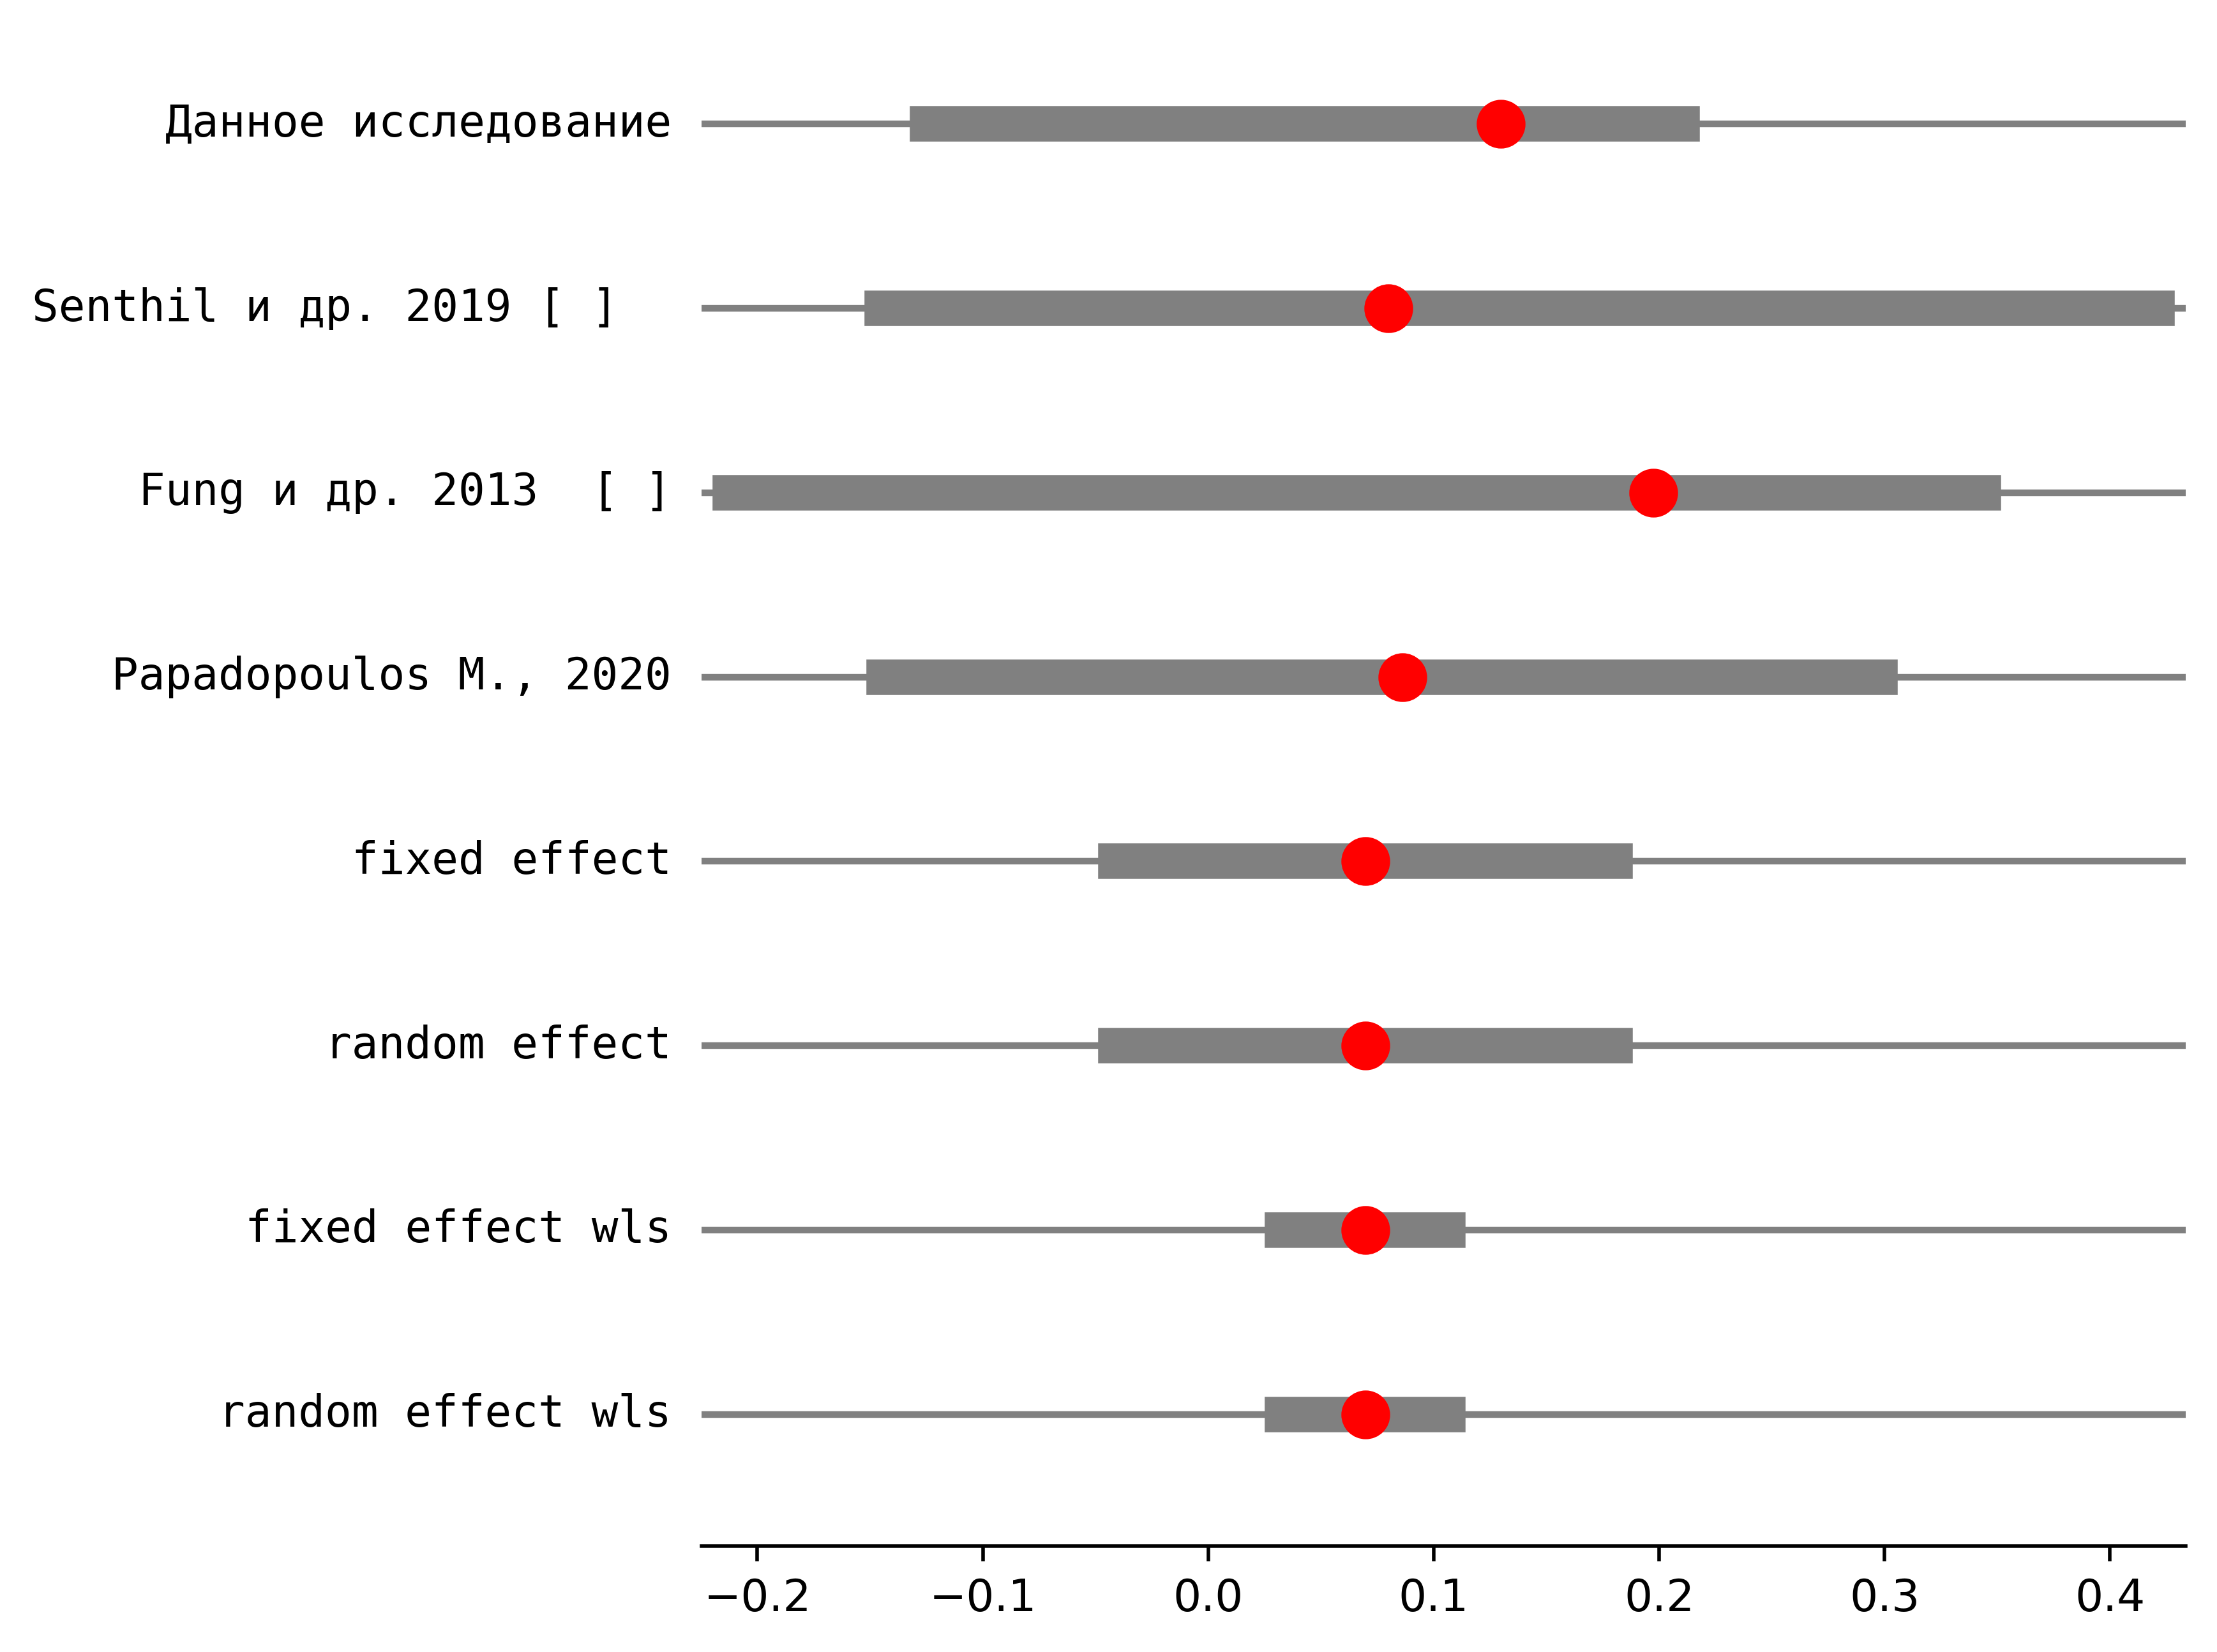 Данное исследование
Senthil и др. 2019 [ ]
Fung и др. 2013  [ ]
Papadopoulos M., 2020
fixed effect
random effect
fixed effect wls
random effect wls
−0.2 −0.1 0.0 0.1 0.2 0.3 0.4